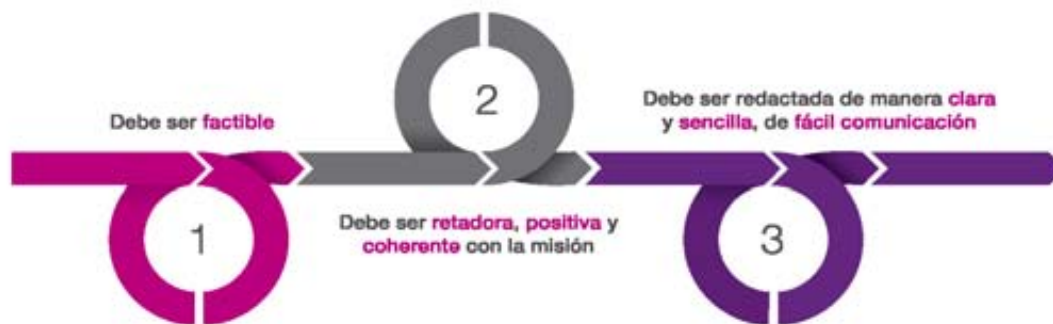 1
Debe ser factible
2
Debe ser retadora, positiva y
coherente con la misión
3
Debe ser redactada de manera clara
y sencilla, de fácil comunicación